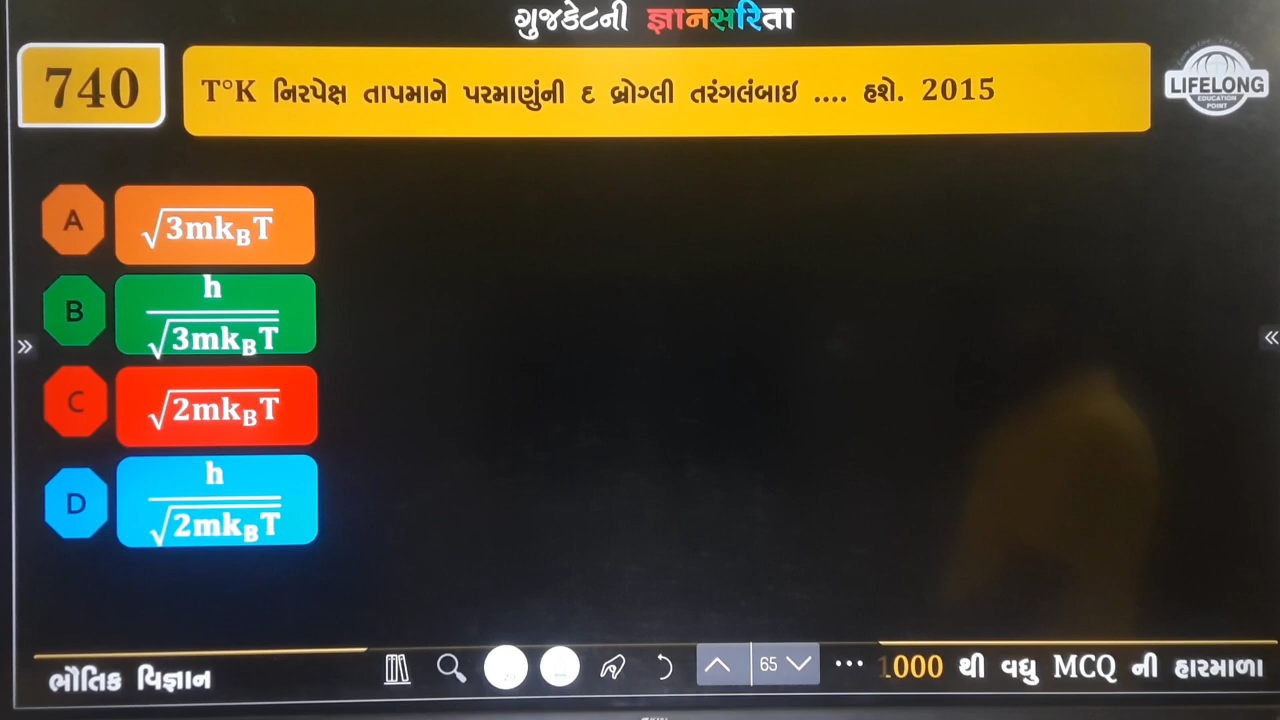 ગુજકેટની જ્ઞાનસરિતા
740
T°K નિરપેક્ષ તાપમાને પરમાણુંની દ બ્રોગ્લી તરંગલંબાઇ .... હશે. 2015
LIFELONG
EDUCATION
POINT
A
√3mk_BT
B
h
√3mk_BT
C
√2mk_BT
D
h
√2mk_BT
ભૌતિક વિજ્ઞાન
65
1000 થી વધુ MCQ ની હારમાળા